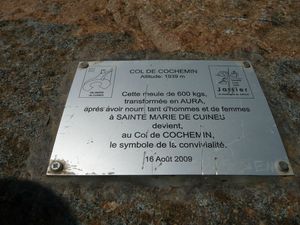 COL DE COCHEMIN
Altitude: 1939 m
Cette meule de 600 kgs,
transformée en AURA,
après avoir nourri tant d'hommes et de femmes
à SAINTE MARIE DE CUINES
devient,
au Col de COCHEMIN,
le symbole de la convivialité.
16 Août 2009
Jarrier